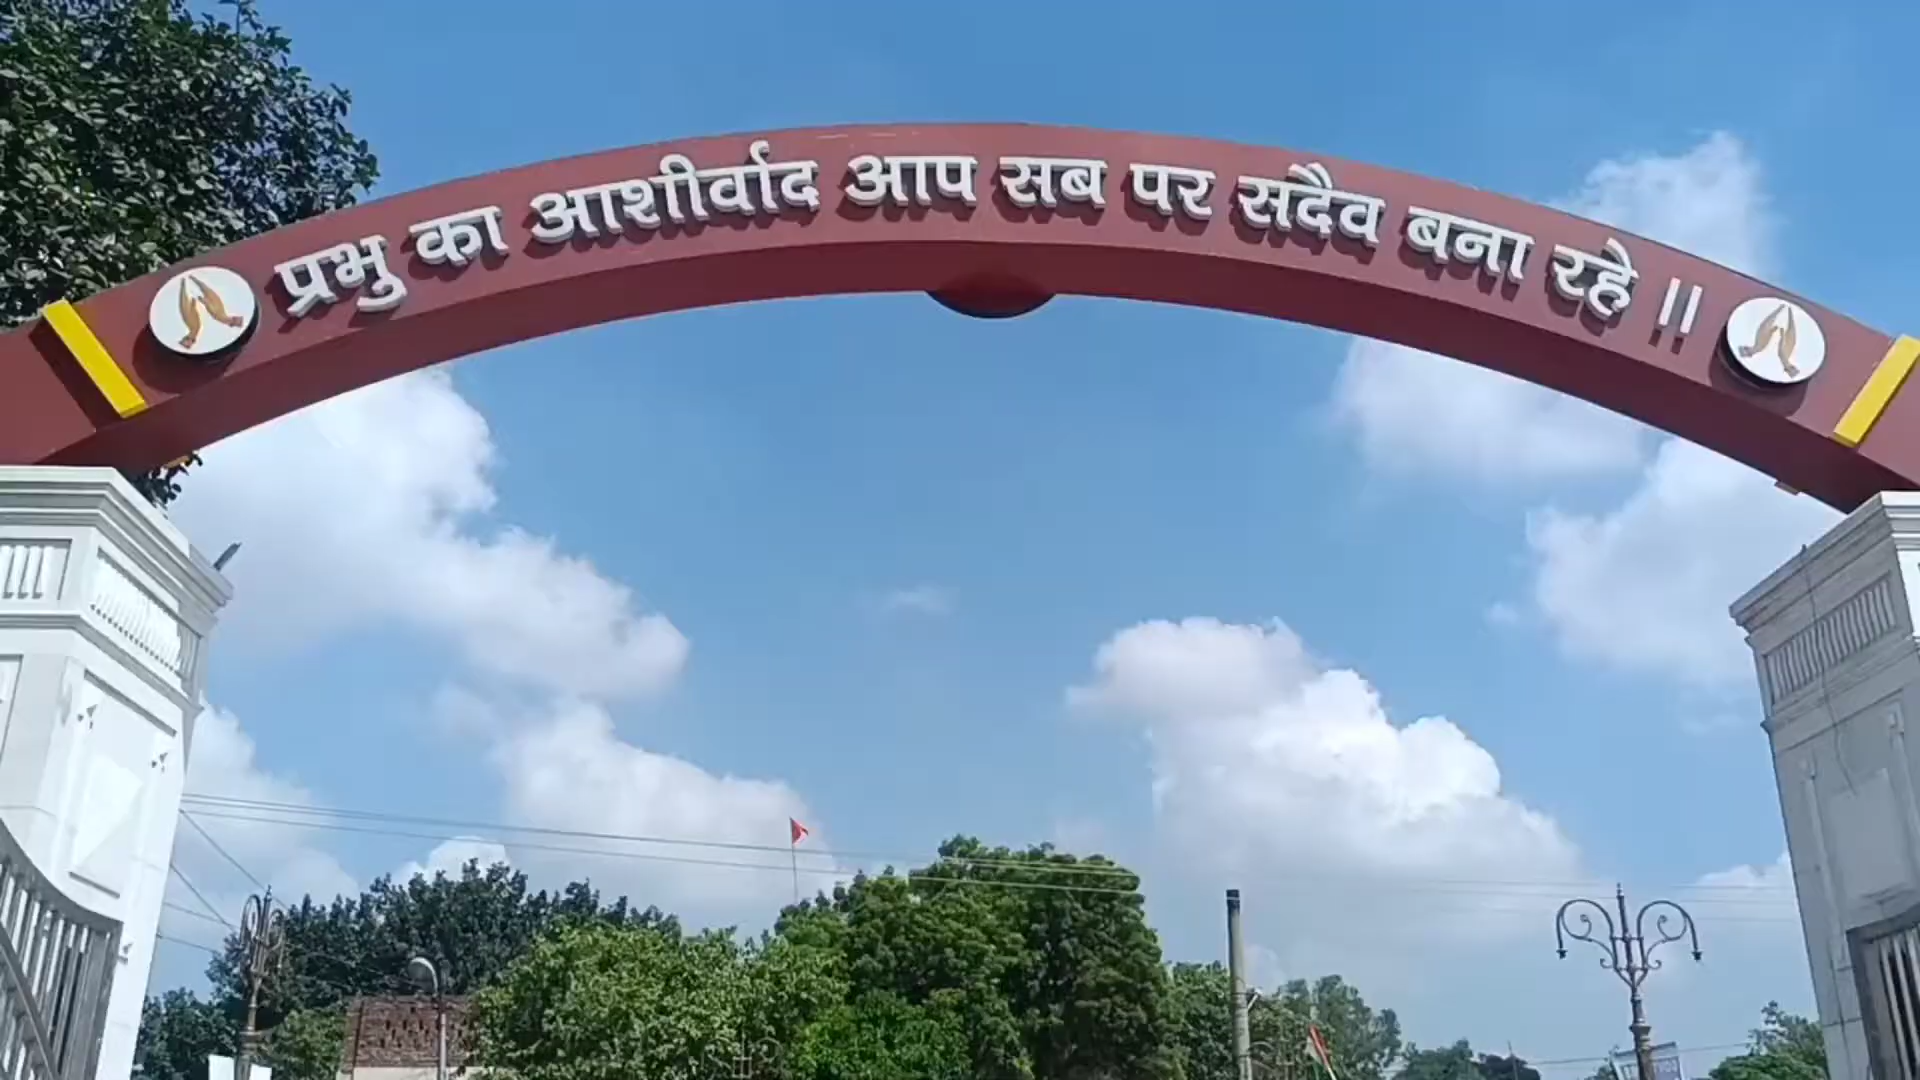 प्रभु का आशीर्वाद आप सब पर सदैव बना रहे ||